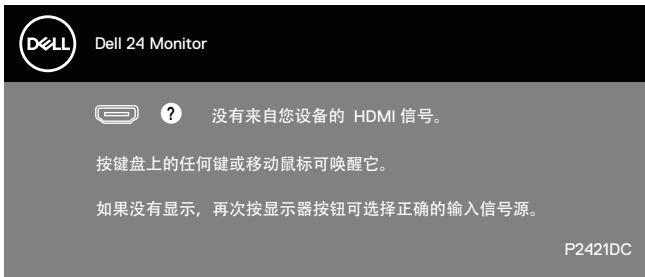 DELL
Dell 24 Monitor
? 没有来自您设备的 HDMI 信号。
按键盘上的任何键或移动鼠标可唤醒它。
如果没有显示，再次按显示器按钮可选择正确的输入信号源。
P2421DC